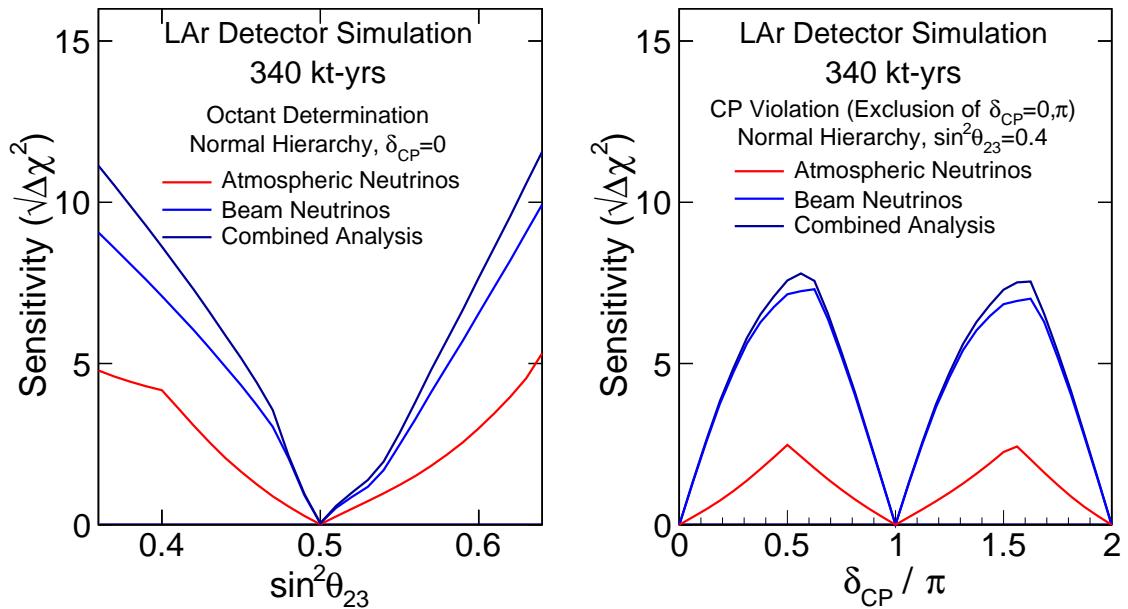 LAr Detector Simulation
340 kt-yrs
Octant Determination
Normal Hierarchy, δCP=0
Atmospheric Neutrinos
Beam Neutrinos
Combined Analysis
Sensitivity (√Δχ²)
15
10
5
0
0.4 0.5 0.6
sin²θ23
LAr Detector Simulation
340 kt-yrs
CP Violation (Exclusion of δCP=0,π)
Normal Hierarchy, sin²θ23=0.4
Atmospheric Neutrinos
Beam Neutrinos
Combined Analysis
Sensitivity (√Δχ²)
15
10
5
0
0 0.5 1 1.5 2
δCP / π